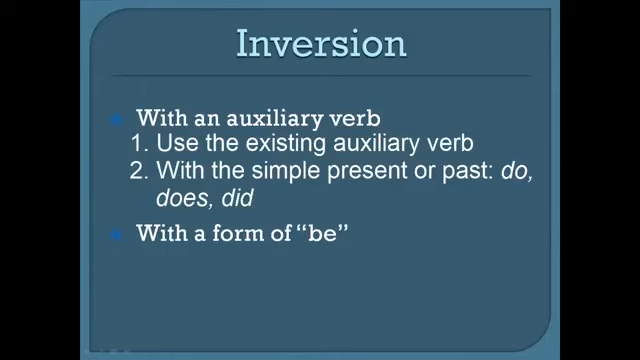 Inversion
With an auxiliary verb
1. Use the existing auxiliary verb
2. With the simple present or past: do,
does, did
With a form of “be”